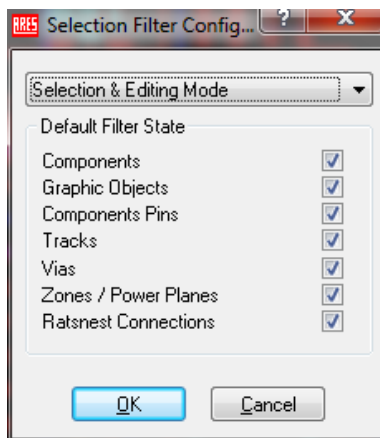 ARES Selection Filter Config... ? X
Selection & Editing Mode
Default Filter State
Components
Graphic Objects
Components Pins
Tracks
Vias
Zones / Power Planes
Ratsnest Connections
OK Cancel